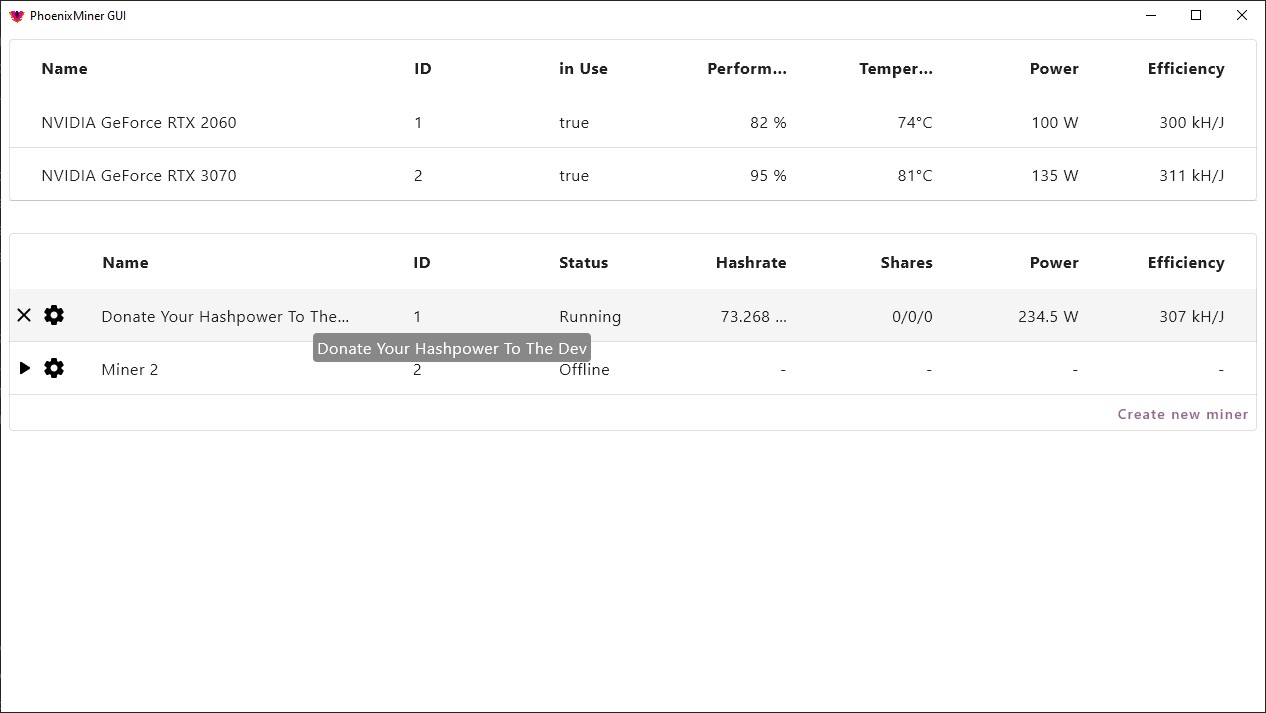 PhoenixMiner GUI
Name ID in Use Perform... Temper... Power Efficiency
NVIDIA GeForce RTX 2060 1 true 82 % 74°C 100 W 300 kH/J
NVIDIA GeForce RTX 3070 2 true 95 % 81°C 135 W 311 kH/J
Name ID Status Hashrate Shares Power Efficiency
Donate Your Hashpower To The... 1 Running 73.268 ... 0/0/0 234.5 W 307 kH/J
Donate Your Hashpower To The Dev
Miner 2 2 Offline - - - -
Create new miner